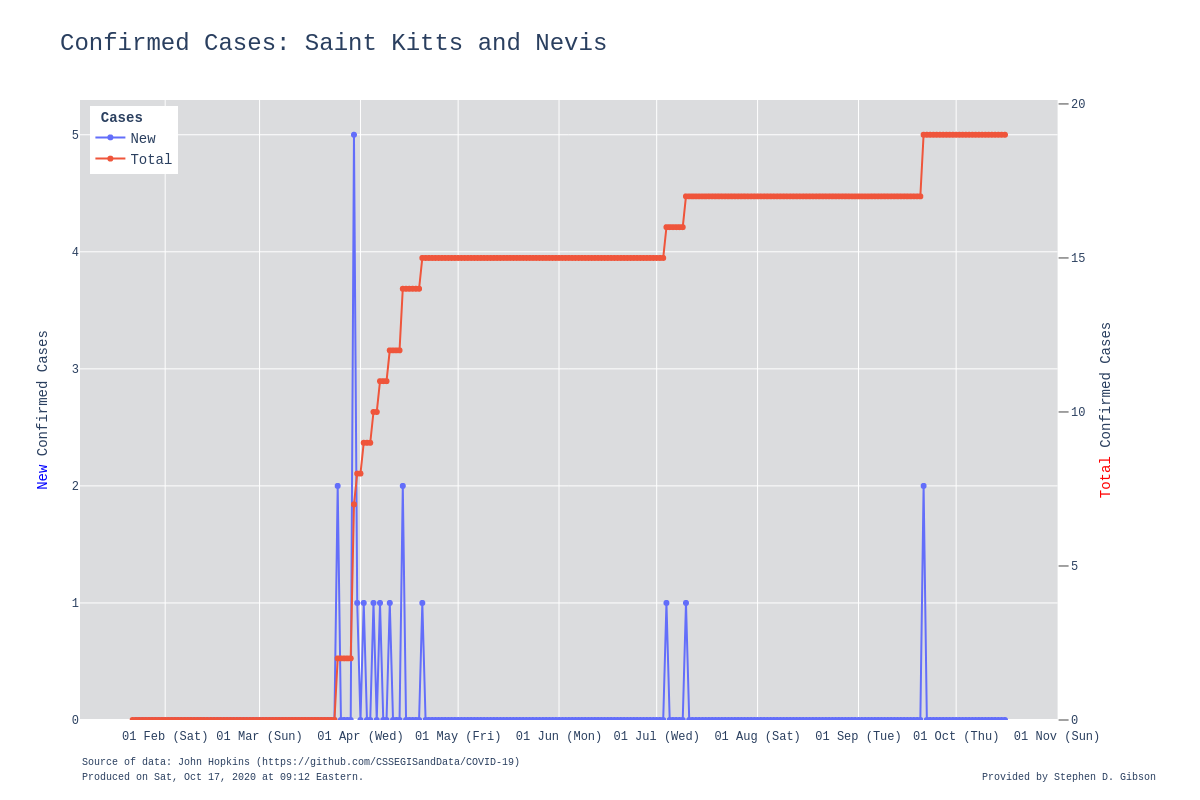 Confirmed Cases: Saint Kitts and Nevis
Cases
New
Total
5
4
3
2
1
0
20
15
10
5
0
New Confirmed Cases
Total Confirmed Cases
01 Feb (Sat) 01 Mar (Sun) 01 Apr (Wed) 01 May (Fri) 01 Jun (Mon) 01 Jul (Wed) 01 Aug (Sat) 01 Sep (Tue) 01 Oct (Thu) 01 Nov (Sun)
Source of data: John Hopkins (https://github.com/CSSEGISandData/COVID-19)
Produced on Sat, Oct 17, 2020 at 09:12 Eastern.
Provided by Stephen D. Gibson